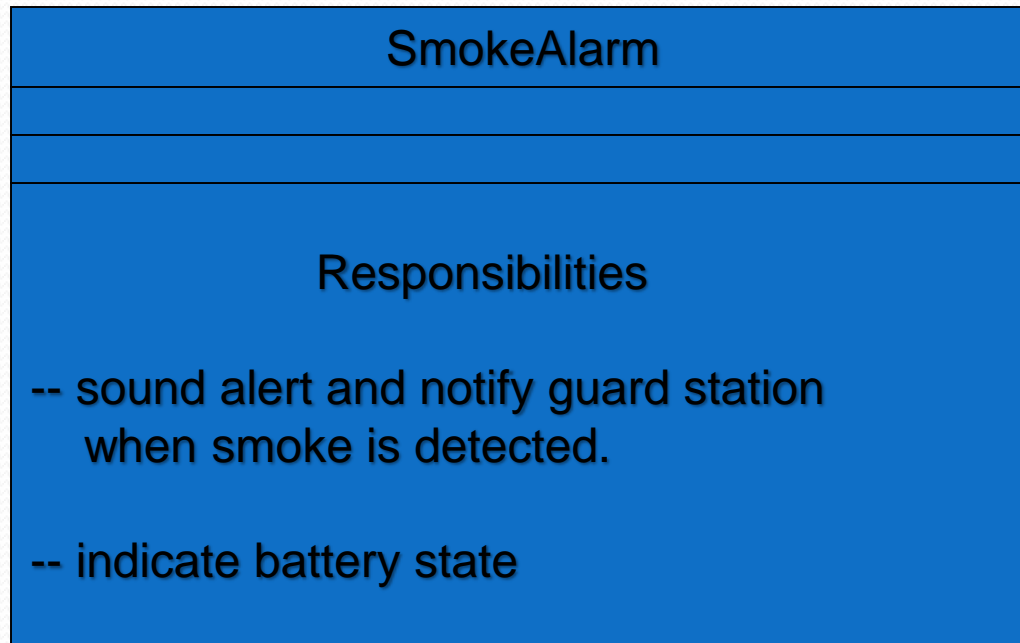 SmokeAlarm
Responsibilities
-- sound alert and notify guard station
when smoke is detected.
-- indicate battery state